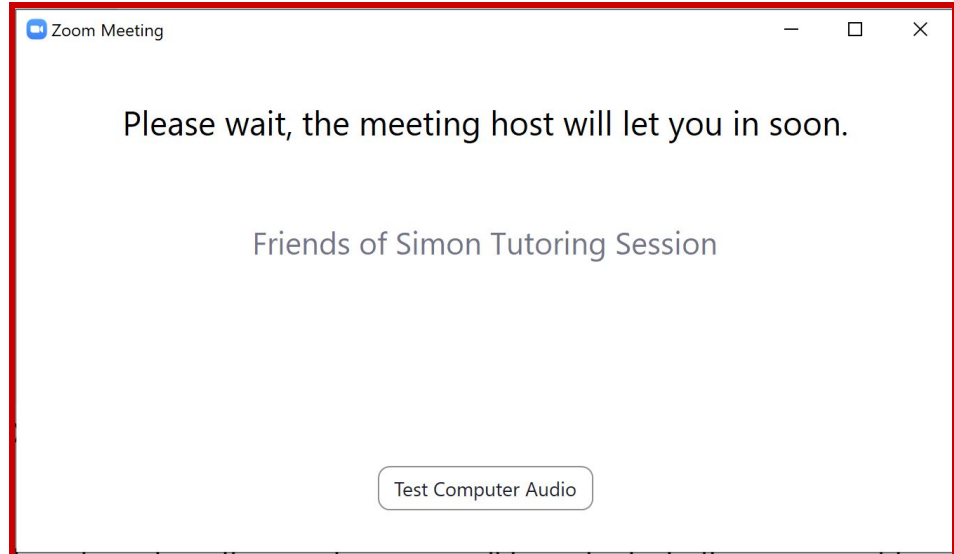 Zoom Meeting
Please wait, the meeting host will let you in soon.
Friends of Simon Tutoring Session
Test Computer Audio